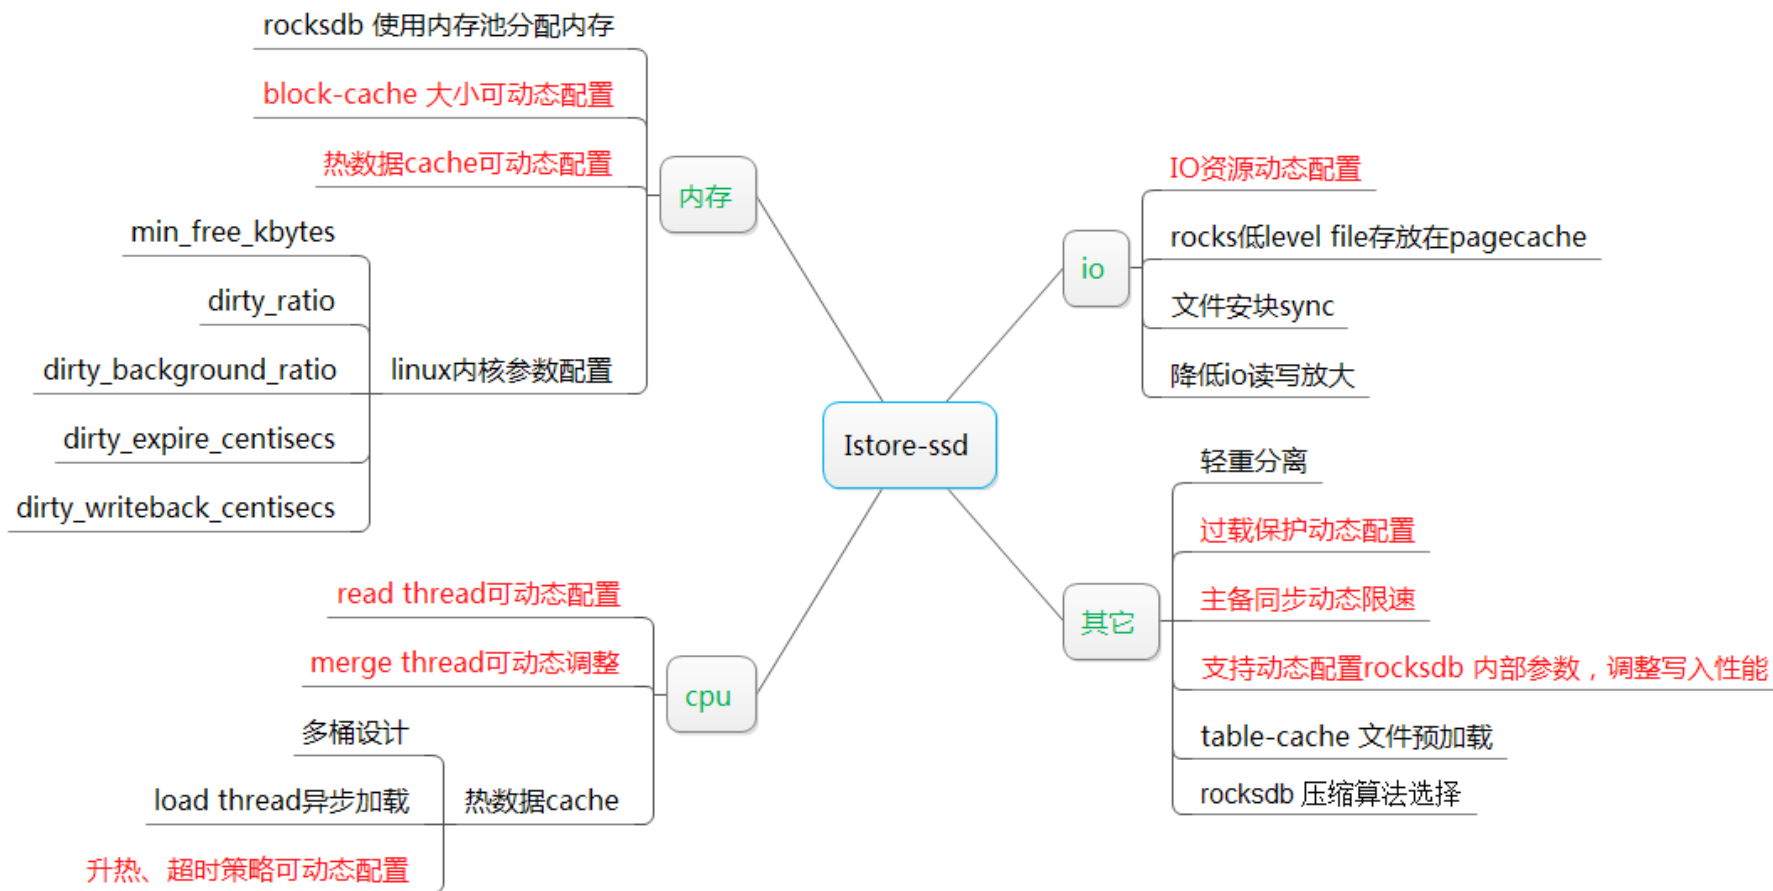 rocksdb 使用内存池分配内存
block-cache 大小可动态配置
热数据cache可动态配置
内存
min_free_kbytes
dirty_ratio
dirty_background_ratio
linux内核参数配置
dirty_expire_centisecs
dirty_writeback_centisecs
read thread可动态配置
merge thread可动态调整
cpu
多桶设计
load thread异步加载
热数据cache
升热、超时策略可动态配置
Istore-ssd
IO资源动态配置
rocks低level file存放在pagecache
io
文件安块sync
降低io读写放大
轻重分离
过载保护动态配置
主备同步动态限速
其它
支持动态配置rocksdb 内部参数，调整写入性能
table-cache 文件预加载
rocksdb 压缩算法选择